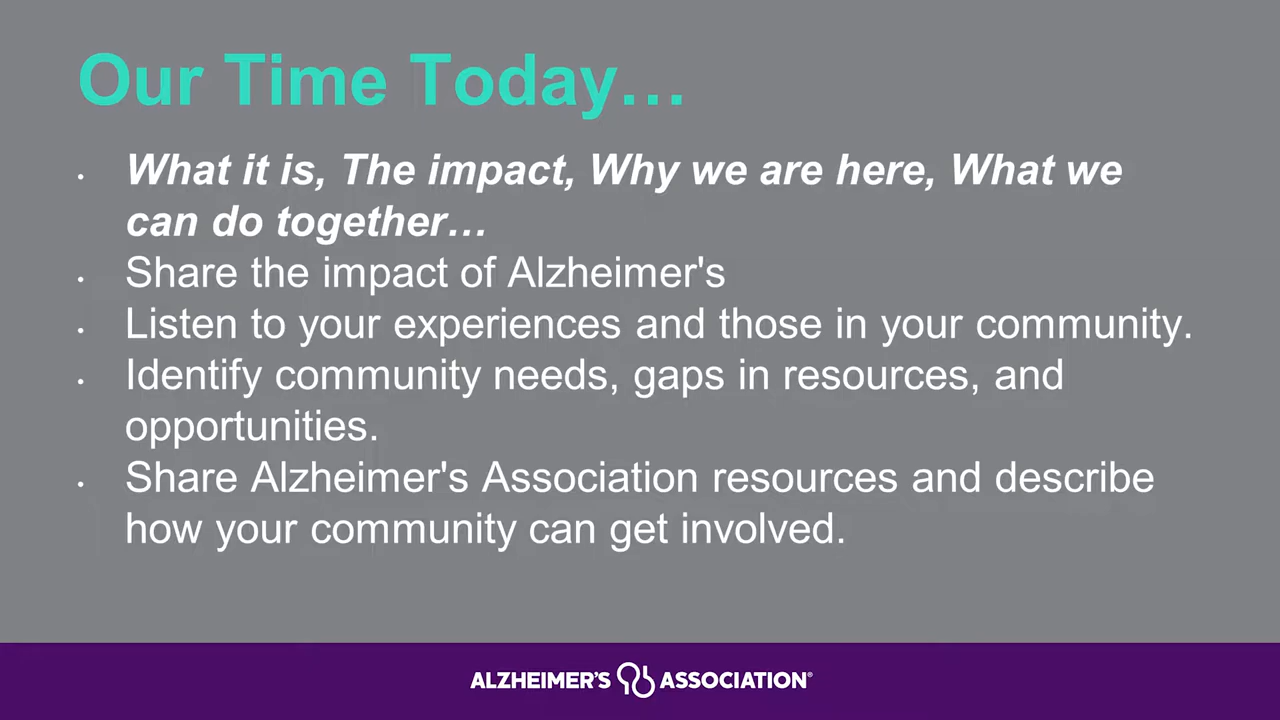 Our Time Today…
• What it is, The impact, Why we are here, What we
can do together…
• Share the impact of Alzheimer's
• Listen to your experiences and those in your community.
• Identify community needs, gaps in resources, and
opportunities.
• Share Alzheimer's Association resources and describe
how your community can get involved.
ALZHEIMER'S ASSOCIATION®